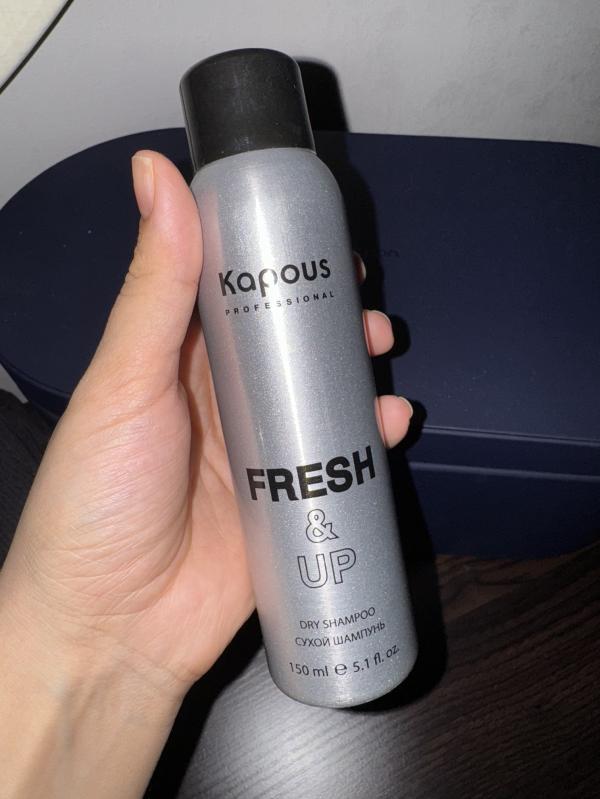 Kapous
PROFESSIONAL
FRESH
&
UP
DRY SHAMPOO
СУХОЙ ШАМПУНЬ
150 ml ℮ 5.1 fl. oz.